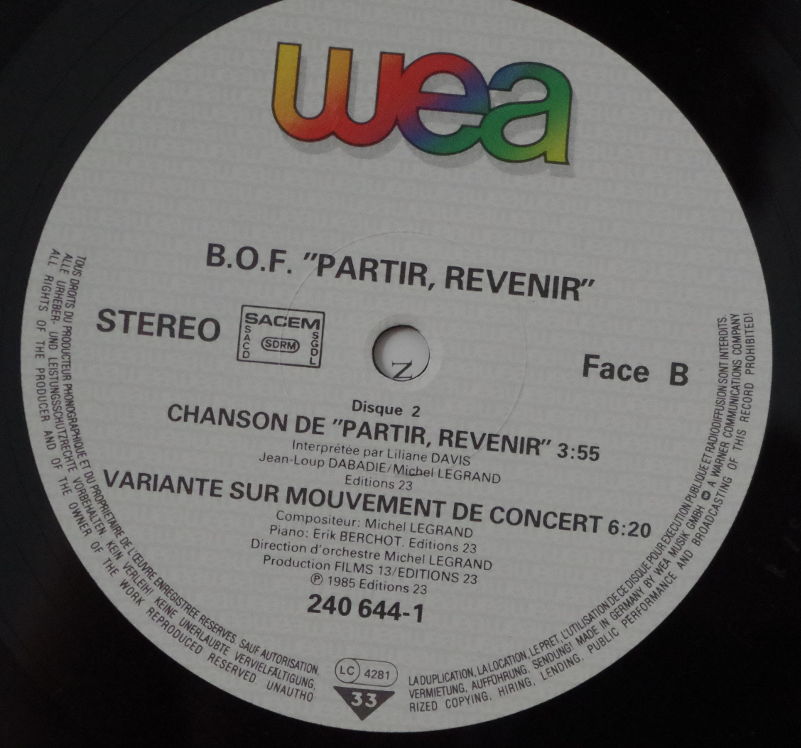 wea
B.O.F. "PARTIR, REVENIR"
STEREO
SACEM
SACD
SDRM
SGDL
Face B
Disque 2
CHANSON DE "PARTIR, REVENIR" 3:55
Interprétée par Liliane DAVIS
Jean-Loup DABADIE/Michel LEGRAND
Editions 23
VARIANTE SUR MOUVEMENT DE CONCERT 6:20
Compositeur: Michel LEGRAND
Piano: Erik BERCHOT. Editions 23
Direction d'orchestre Michel LEGRAND
Production FILMS 13/EDITIONS 23
℗ 1985 Editions 23
240 644-1
LC 4281
33
TOUS DROITS DU PRODUCTEUR PHONOGRAPHIQUE ET DU PROPRIETAIRE DE L'ŒUVRE ENREGISTREE RESERVES. SAUF AUTORISATION, LA DUPLICATION, LA LOCATION, LE PRET, L'UTILISATION DE CE DISQUE POUR EXECUTION PUBLIQUE ET RADIODIFFUSION SONT INTERDITS.
ALLE URHEBER- UND LEISTUNGSSCHUTZRECHTE VORBEHALTEN. KEIN VERLEIH! KEINE UNERLAUBTE VERVIELFÄLTIGUNG, VERMIETUNG, AUFFÜHRUNG, SENDUNG! MADE IN GERMANY BY WEA MUSIK GMBH ⓒ A WARNER COMMUNICATIONS COMPANY
ALL RIGHTS OF THE PRODUCER AND OF THE OWNER OF THE WORK REPRODUCED RESERVED UNAUTHORIZED COPYING, HIRING, LENDING, PUBLIC PERFORMANCE AND BROADCASTING OF THIS RECORD PROHIBITED!